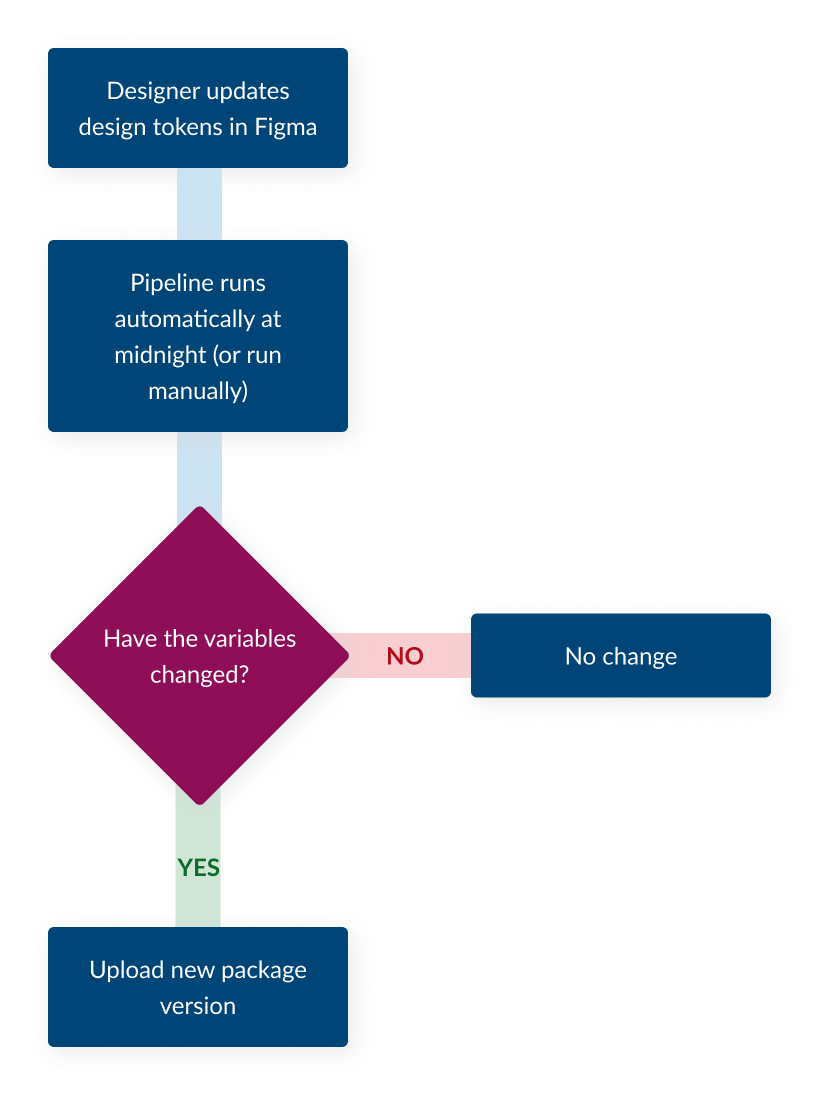 Designer updates
design tokens in Figma
Pipeline runs
automatically at
midnight (or run
manually)
Have the variables
changed?
NO
No change
YES
Upload new package
version